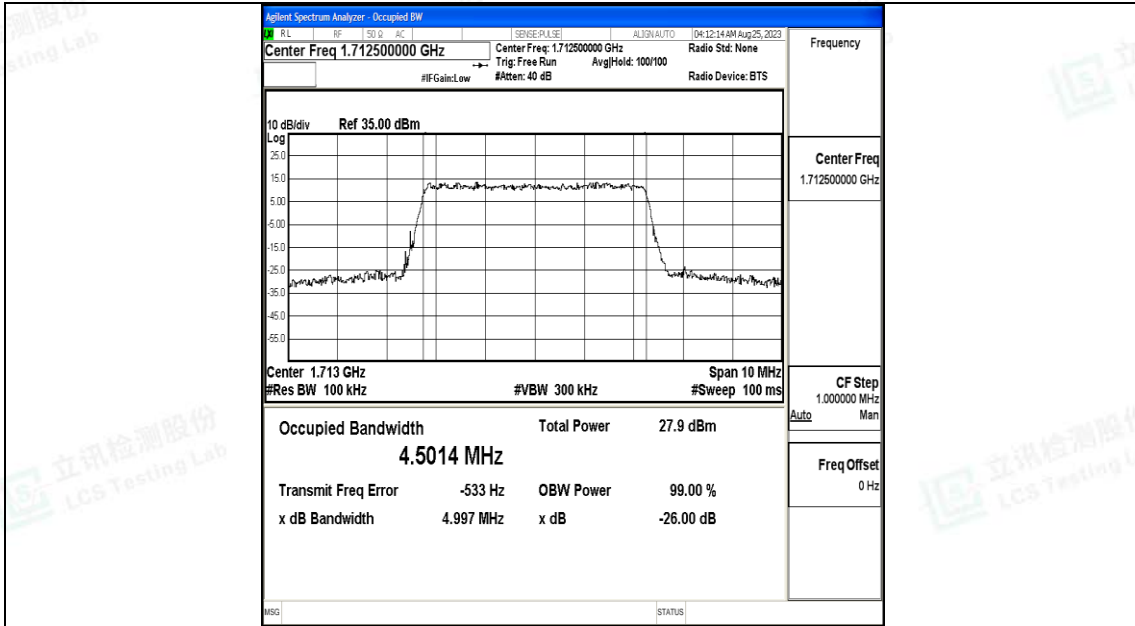 Agilent Spectrum Analyzer - Occupied BW
RL RF 50 Ω AC SENSE:PULSE ALIGN AUTO 04:12:14 AM Aug 25, 2023
Center Freq 1.712500000 GHz
Center Freq: 1.712500000 GHz
Radio Std: None
Trig: Free Run Avg|Hold: 100/100
#IFGain:Low
#Atten: 40 dB
Radio Device: BTS
Frequency
10 dB/div Ref 35.00 dBm
Log
25.0
15.0
5.00
-5.00
-15.0
-25.0
-35.0
-45.0
-55.0
Center Freq
1.712500000 GHz
Center 1.713 GHz Span 10 MHz
#Res BW 100 kHz #VBW 300 kHz #Sweep 100 ms
CF Step
1.000000 MHz
Auto Man
Occupied Bandwidth Total Power 27.9 dBm
4.5014 MHz
Freq Offset
0 Hz
Transmit Freq Error -533 Hz OBW Power 99.00 %
x dB Bandwidth 4.997 MHz x dB -26.00 dB
MSG STATUS
立讯检测股份
LCS Testing Lab
立讯检测股份
LCS Testing L